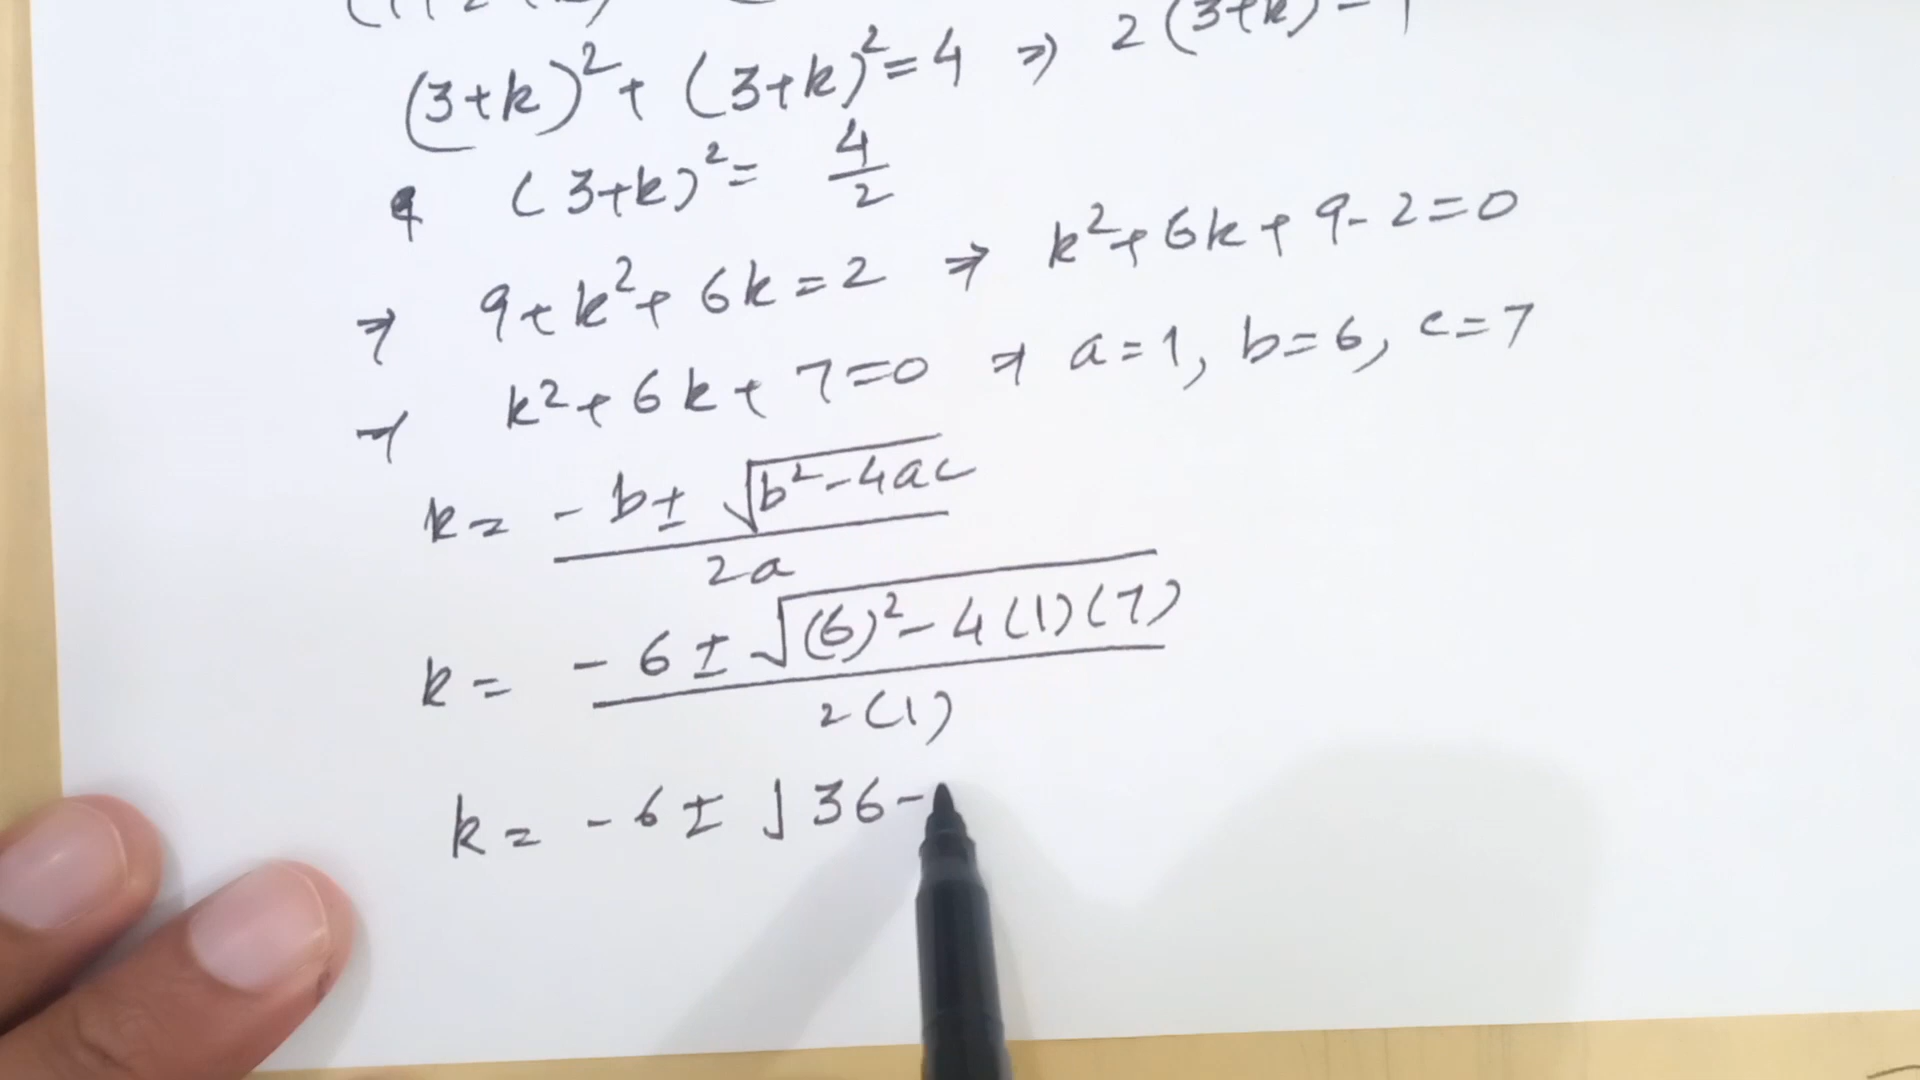 (3+k)²+ (3+k)²=4 ⇒ 2(3+k)
(3+k)²= 4/2
⇒ 9+k²+ 6k=2 ⇒ k²+6k+9-2=0
⇒ k²+6k+7=0 ⇒ a=1, b=6, c=7
k= -b± √b²-4ac / 2a
k= -6±√(6)²-4(1)(7) / 2(1)
k= -6± √36-